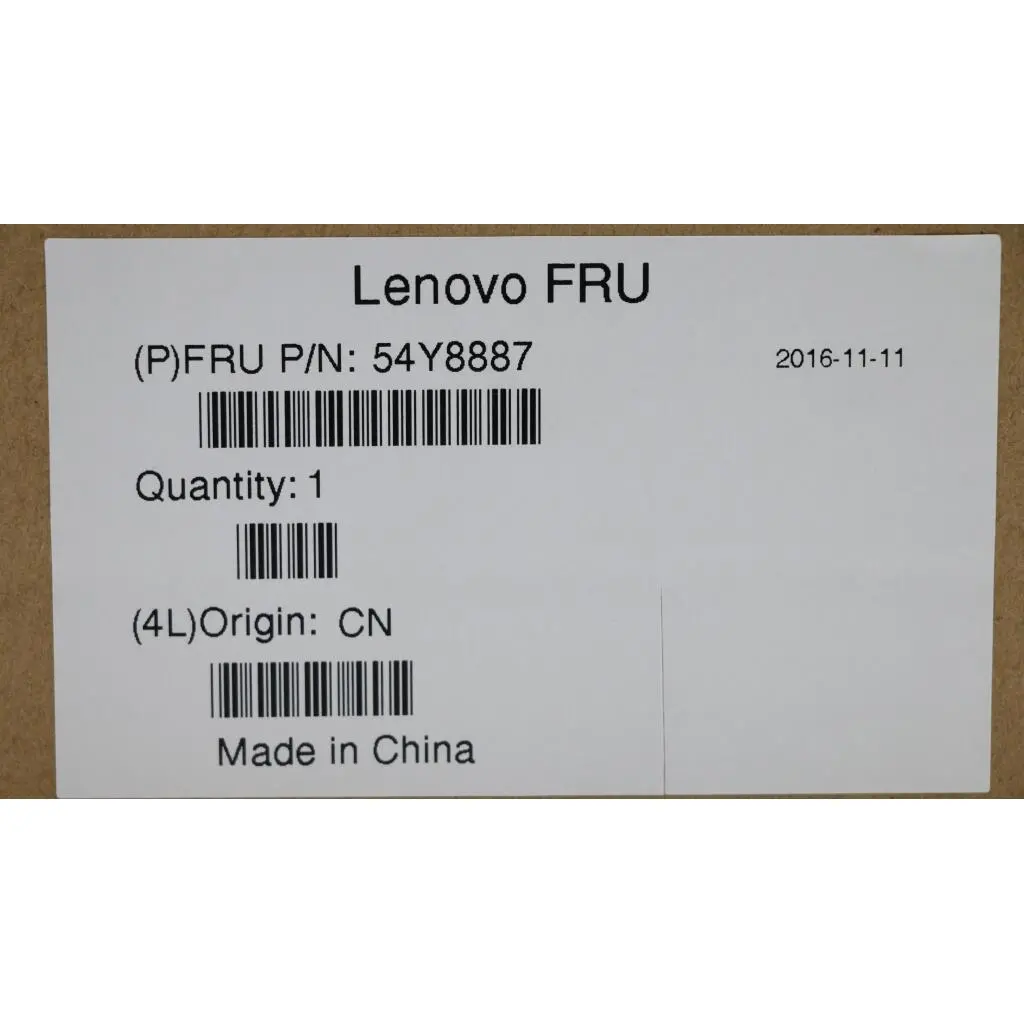 Lenovo FRU
(P)FRU P/N: 54Y8887
2016-11-11
Quantity: 1
(4L)Origin: CN
Made in China